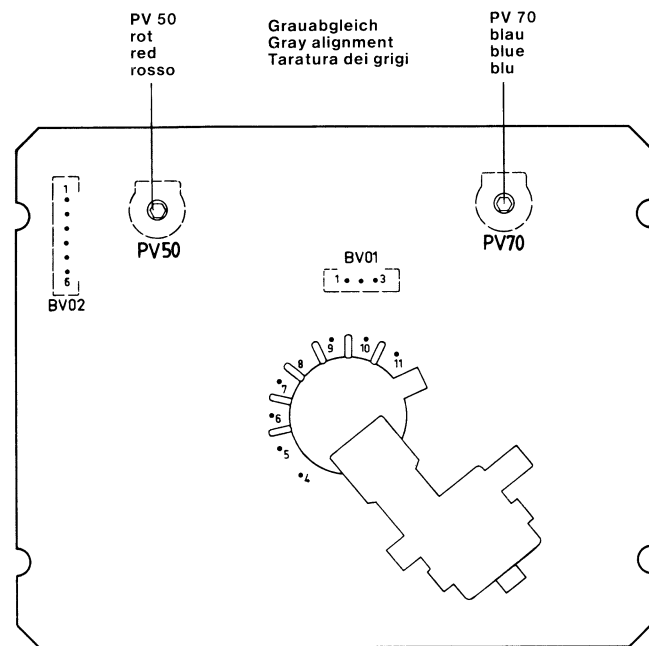 PV 50
rot
red
rosso
Grauabgleich
Gray alignment
Taratura dei grigi
PV 70
blau
blue
blu
1
6
BV02
PV50
PV70
BV01
1 3
9
10
11
8
7
6
5
4